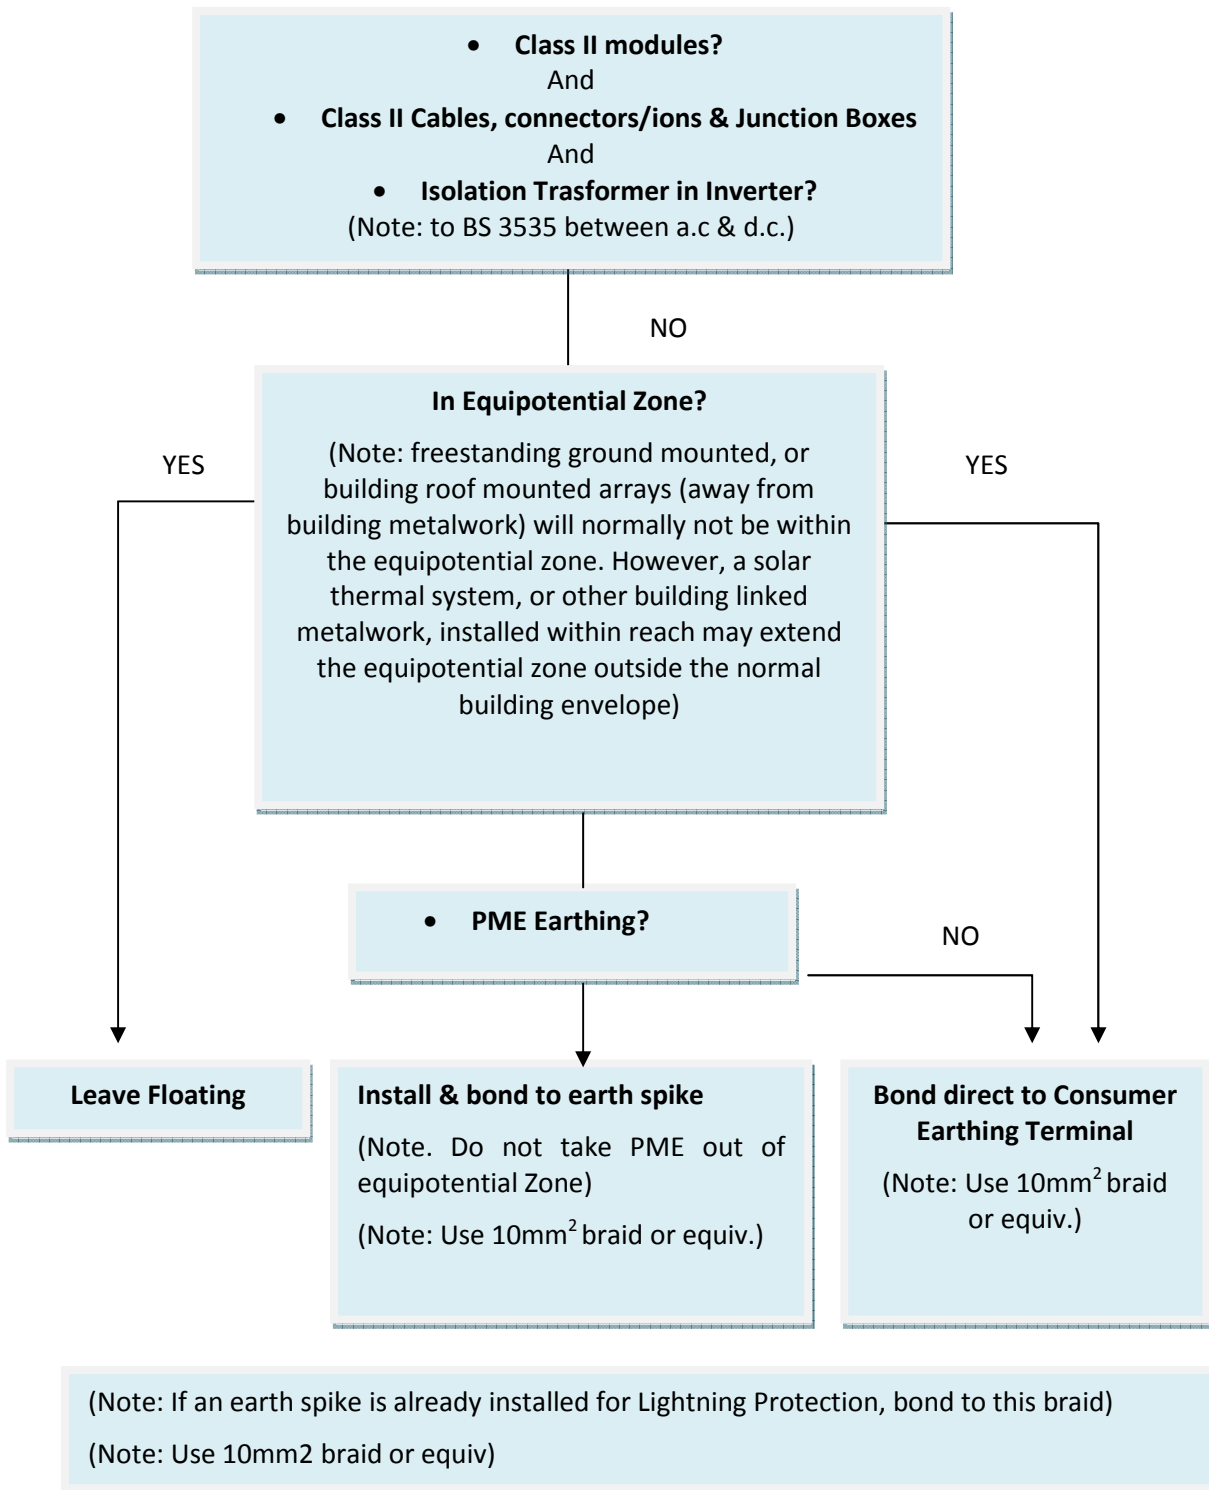 • Class II modules?
And
• Class II Cables, connectors/ions & Junction Boxes
And
• Isolation Trasformer in Inverter?
(Note: to BS 3535 between a.c & d.c.)
NO
In Equipotential Zone?
(Note: freestanding ground mounted, or
building roof mounted arrays (away from
building metalwork) will normally not be within
the equipotential zone. However, a solar
thermal system, or other building linked
metalwork, installed within reach may extend
the equipotential zone outside the normal
building envelope)
YES
YES
• PME Earthing?
NO
Leave Floating
Install & bond to earth spike
(Note. Do not take PME out of
equipotential Zone)
(Note: Use 10mm² braid or equiv.)
Bond direct to Consumer
Earthing Terminal
(Note: Use 10mm² braid
or equiv.)
(Note: If an earth spike is already installed for Lightning Protection, bond to this braid)
(Note: Use 10mm2 braid or equiv)